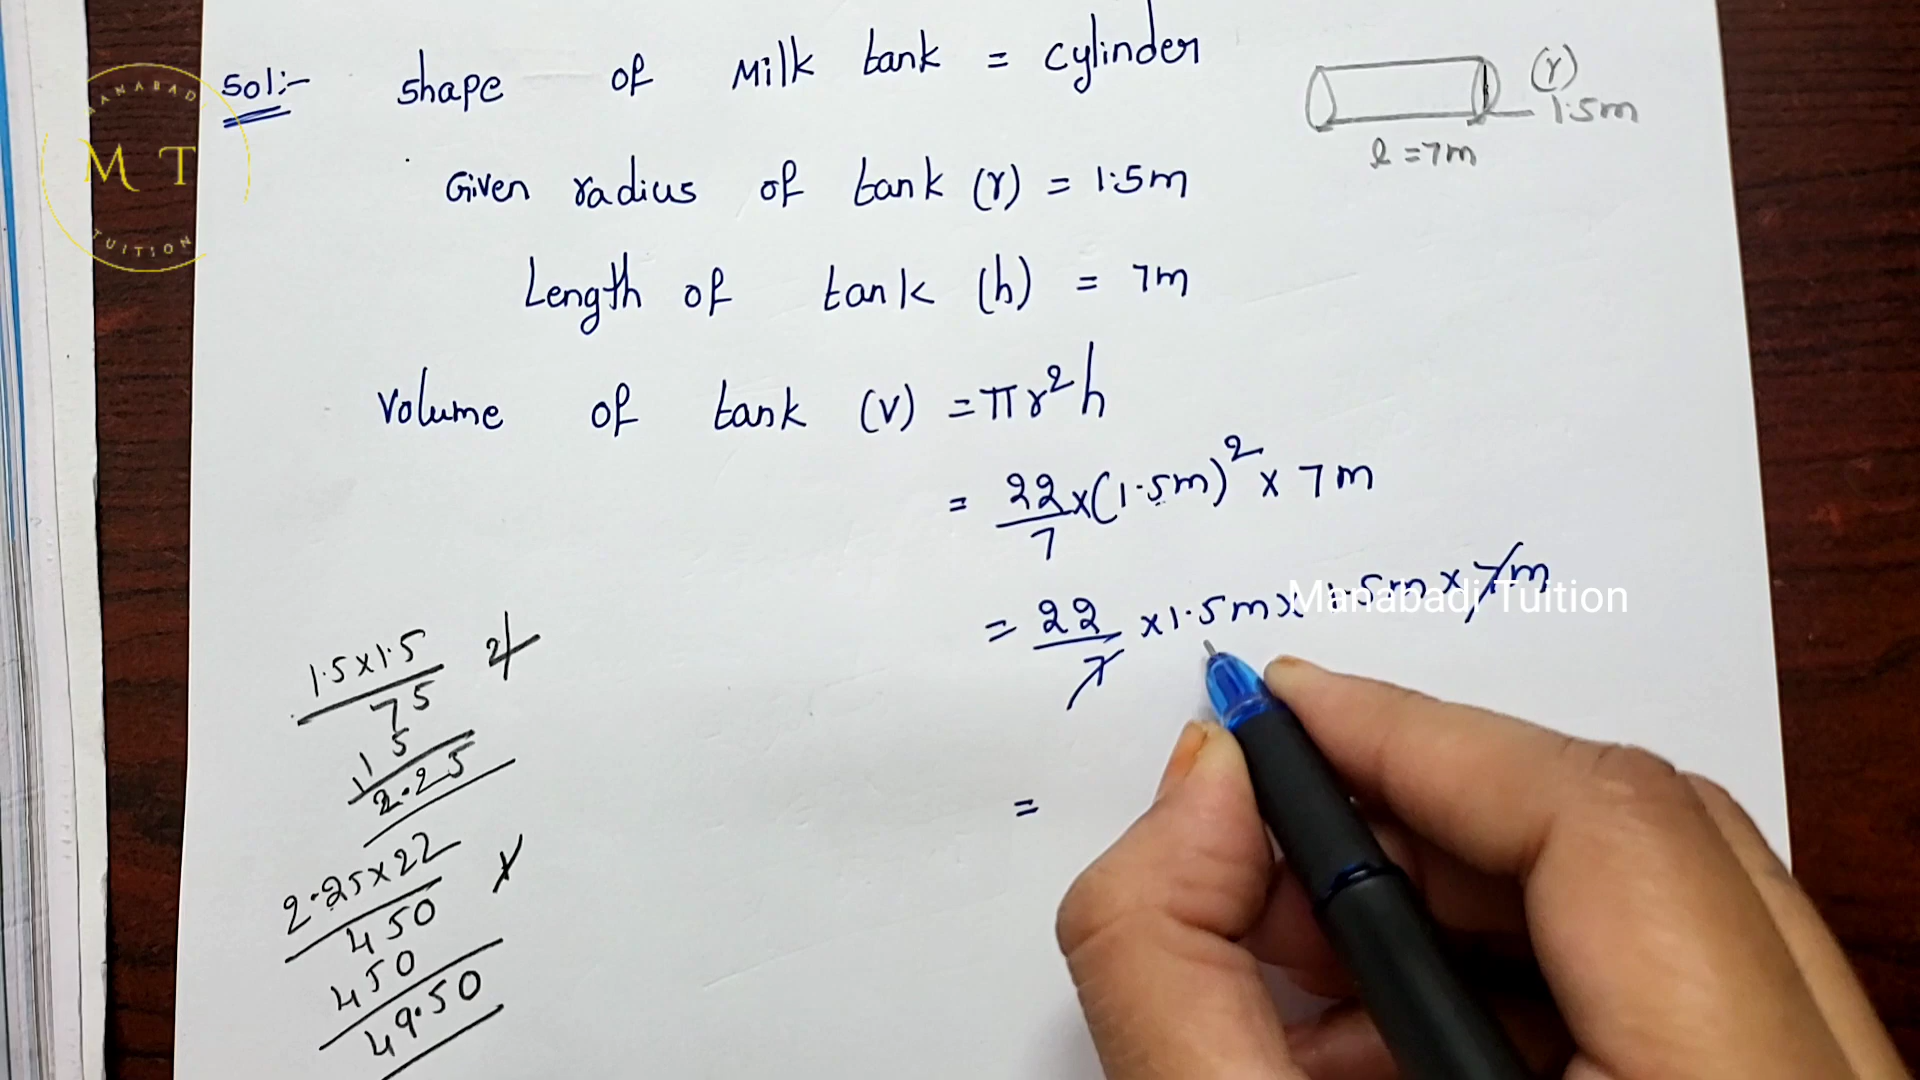 MANABADI
M T
TUITION
Sol:-
shape of Milk tank = cylinder
(r)
1.5m
l = 7m
Given radius of tank (r) = 1.5m
Length of tank (h) = 7m
Volume of tank (v) = πr²h
= 22/7 x (1.5m)² x 7m
= 22/7 x 1.5m x 1.5m x 7m
Manabadi Tuition
=
1.5x1.5
75
15
2.25
2.25x22
450
450
49.50